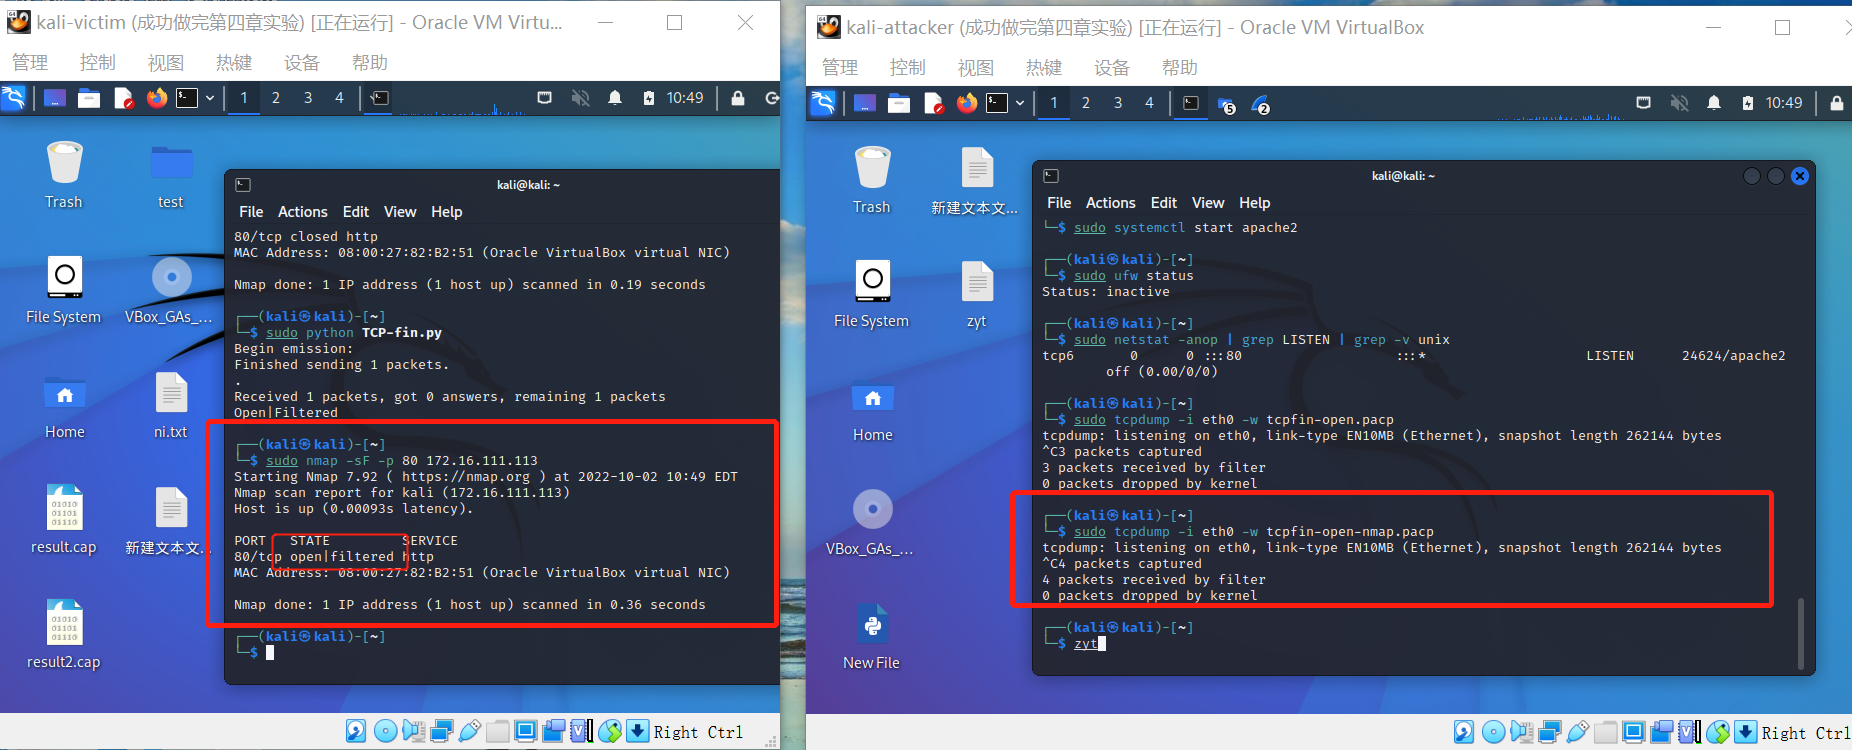 kali-victim (成功做完第四章实验) [正在运行] - Oracle VM Virtu...
管理 控制 视图 热键 设备 帮助
1 2 3 4 10:49
Trash
test
File System
VBox_GAs_...
Home
ni.txt
result.cap
新建文本文...
result2.cap
kali@kali: ~
File Actions Edit View Help
80/tcp closed http
MAC Address: 08:00:27:82:B2:51 (Oracle VirtualBox virtual NIC)
Nmap done: 1 IP address (1 host up) scanned in 0.19 seconds
┌──(kali㉿kali)-[~]
└─$ sudo python TCP-fin.py
Begin emission:
Finished sending 1 packets.
.
Received 1 packets, got 0 answers, remaining 1 packets
Open|Filtered
┌──(kali㉿kali)-[~]
└─$ sudo nmap -sF -p 80 172.16.111.113
Starting Nmap 7.92 ( https://nmap.org ) at 2022-10-02 10:49 EDT
Nmap scan report for kali (172.16.111.113)
Host is up (0.00093s latency).
PORT STATE SERVICE
80/tcp open|filtered http
MAC Address: 08:00:27:82:B2:51 (Oracle VirtualBox virtual NIC)
Nmap done: 1 IP address (1 host up) scanned in 0.36 seconds
┌──(kali㉿kali)-[~]
└─$
Right Ctrl
kali-attacker (成功做完第四章实验) [正在运行] - Oracle VM VirtualBox
管理 控制 视图 热键 设备 帮助
1 2 3 4 5 2 10:49
Trash
新建文本文...
File System
zyt
Home
VBox_GAs_...
New File
kali@kali: ~
File Actions Edit View Help
└─$ sudo systemctl start apache2
┌──(kali㉿kali)-[~]
└─$ sudo ufw status
Status: inactive
┌──(kali㉿kali)-[~]
└─$ sudo netstat -anop | grep LISTEN | grep -v unix
tcp6 0 0 :::80 :::* LISTEN 24624/apache2
off (0.00/0/0)
┌──(kali㉿kali)-[~]
└─$ sudo tcpdump -i eth0 -w tcpfin-open.pacp
tcpdump: listening on eth0, link-type EN10MB (Ethernet), snapshot length 262144 bytes
^C3 packets captured
3 packets received by filter
0 packets dropped by kernel
┌──(kali㉿kali)-[~]
└─$ sudo tcpdump -i eth0 -w tcpfin-open-nmap.pacp
tcpdump: listening on eth0, link-type EN10MB (Ethernet), snapshot length 262144 bytes
^C4 packets captured
4 packets received by filter
0 packets dropped by kernel
┌──(kali㉿kali)-[~]
└─$ zyt
Right Ctrl